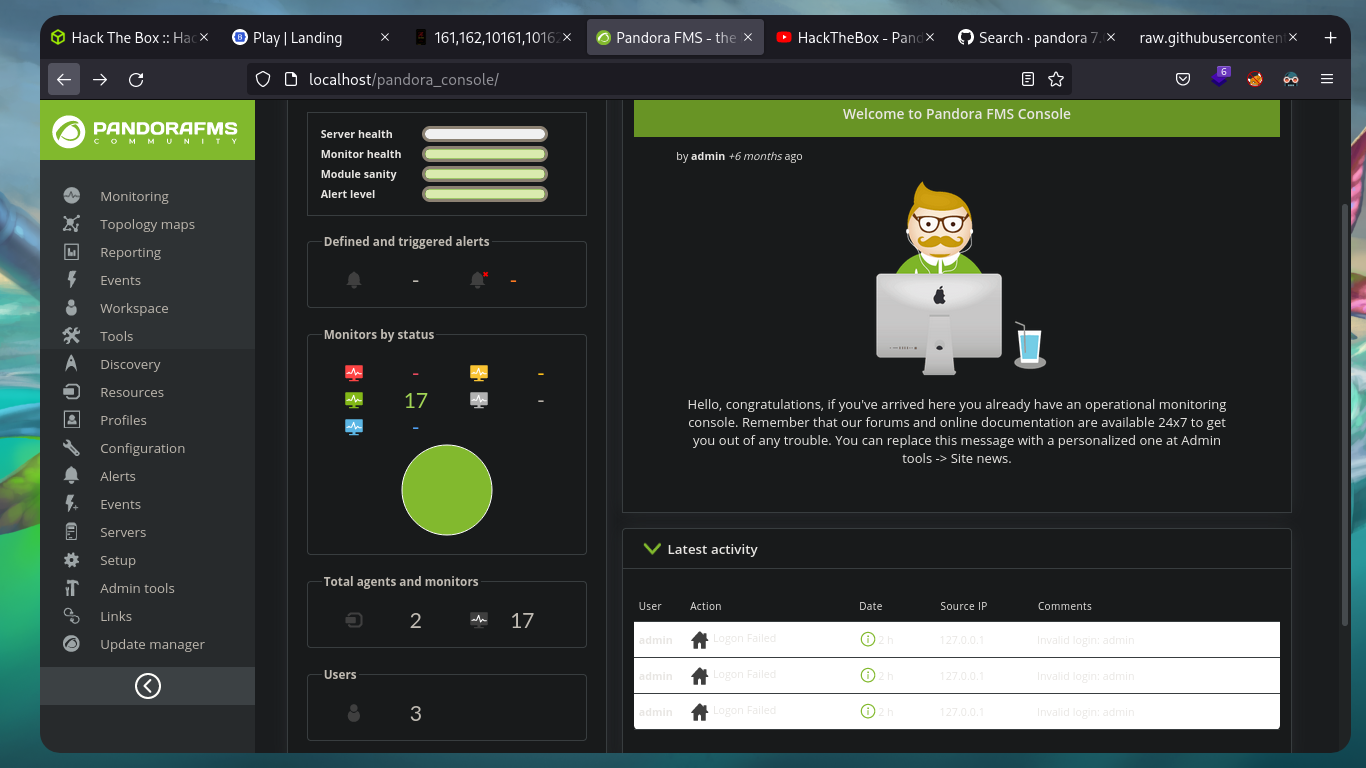 Hack The Box :: Hac
Play | Landing
161,162,10161,10162
Pandora FMS - the
HackTheBox - Pand
Search · pandora 7.
raw.githubusercontent
localhost/pandora_console/
6
PANDORAFMS
COMMUNITY
Monitoring
Topology maps
Reporting
Events
Workspace
Tools
Discovery
Resources
Profiles
Configuration
Alerts
Events
Servers
Setup
Admin tools
Links
Update manager
Server health
Monitor health
Module sanity
Alert level
Defined and triggered alerts
- -
Monitors by status
- -
17 -
-
Total agents and monitors
2 17
Users
3
Welcome to Pandora FMS Console
by admin +6 months ago
Hello, congratulations, if you've arrived here you already have an operational monitoring
console. Remember that our forums and online documentation are available 24x7 to get
you out of any trouble. You can replace this message with a personalized one at Admin
tools -> Site news.
Latest activity
User Action Date Source IP Comments
admin Logon Failed 2 h 127.0.0.1 Invalid login: admin
admin Logon Failed 2 h 127.0.0.1 Invalid login: admin
admin Logon Failed 2 h 127.0.0.1 Invalid login: admin